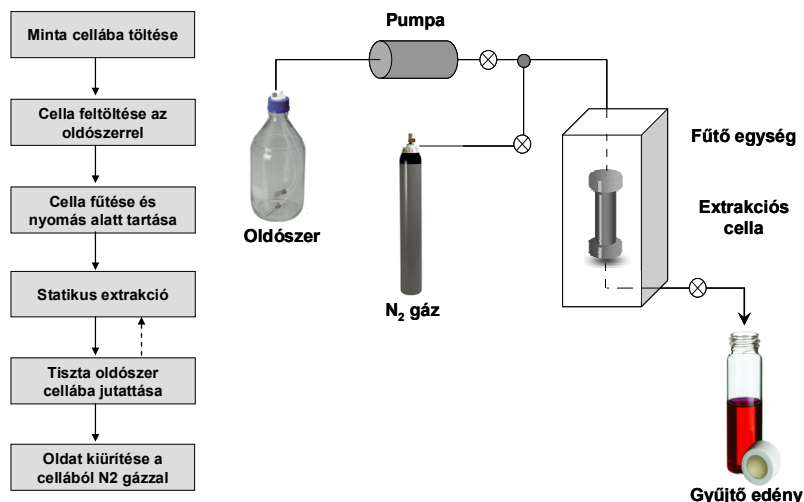 Minta cellába töltése
Cella feltöltése az
oldószerrel
Cella fűtése és
nyomás alatt tartása
Statikus extrakció
Tiszta oldószer
cellába jutattása
Oldat kiürítése a
cellából N2 gázzal
Pumpa
Oldószer
N₂ gáz
Fűtő egység
Extrakciós
cella
Gyűjtő edény